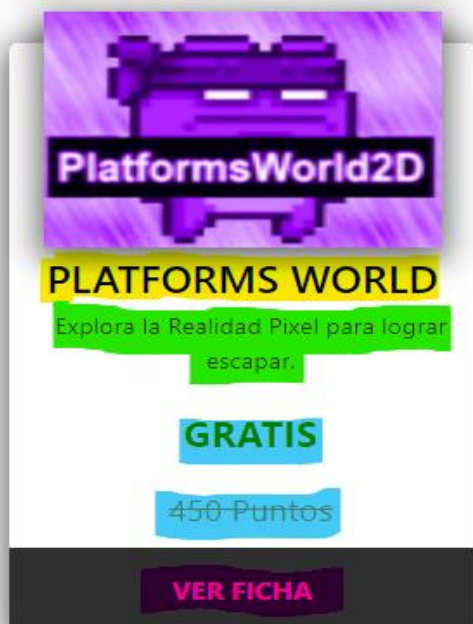 PlatformsWorld2D
PLATFORMS WORLD
Explora la Realidad Pixel para lograr
escapar.
GRATIS
450 Puntos
VER FICHA